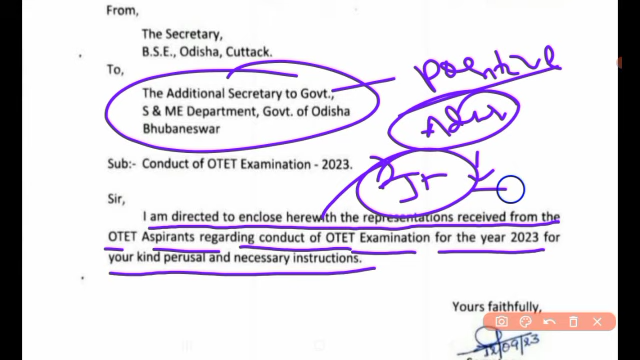 From,
The Secretary,
B.S.E., Odisha, Cuttack.
To,
The Additional Secretary to Govt.,
S & ME Department, Govt. of Odisha
Bhubaneswar
positive
Jr
Sub:- Conduct of OTET Examination - 2023.
Sir,
I am directed to enclose herewith the representations received from the
OTET Aspirants regarding conduct of OTET Examination for the year 2023 for
your kind perusal and necessary instructions.
Yours faithfully,